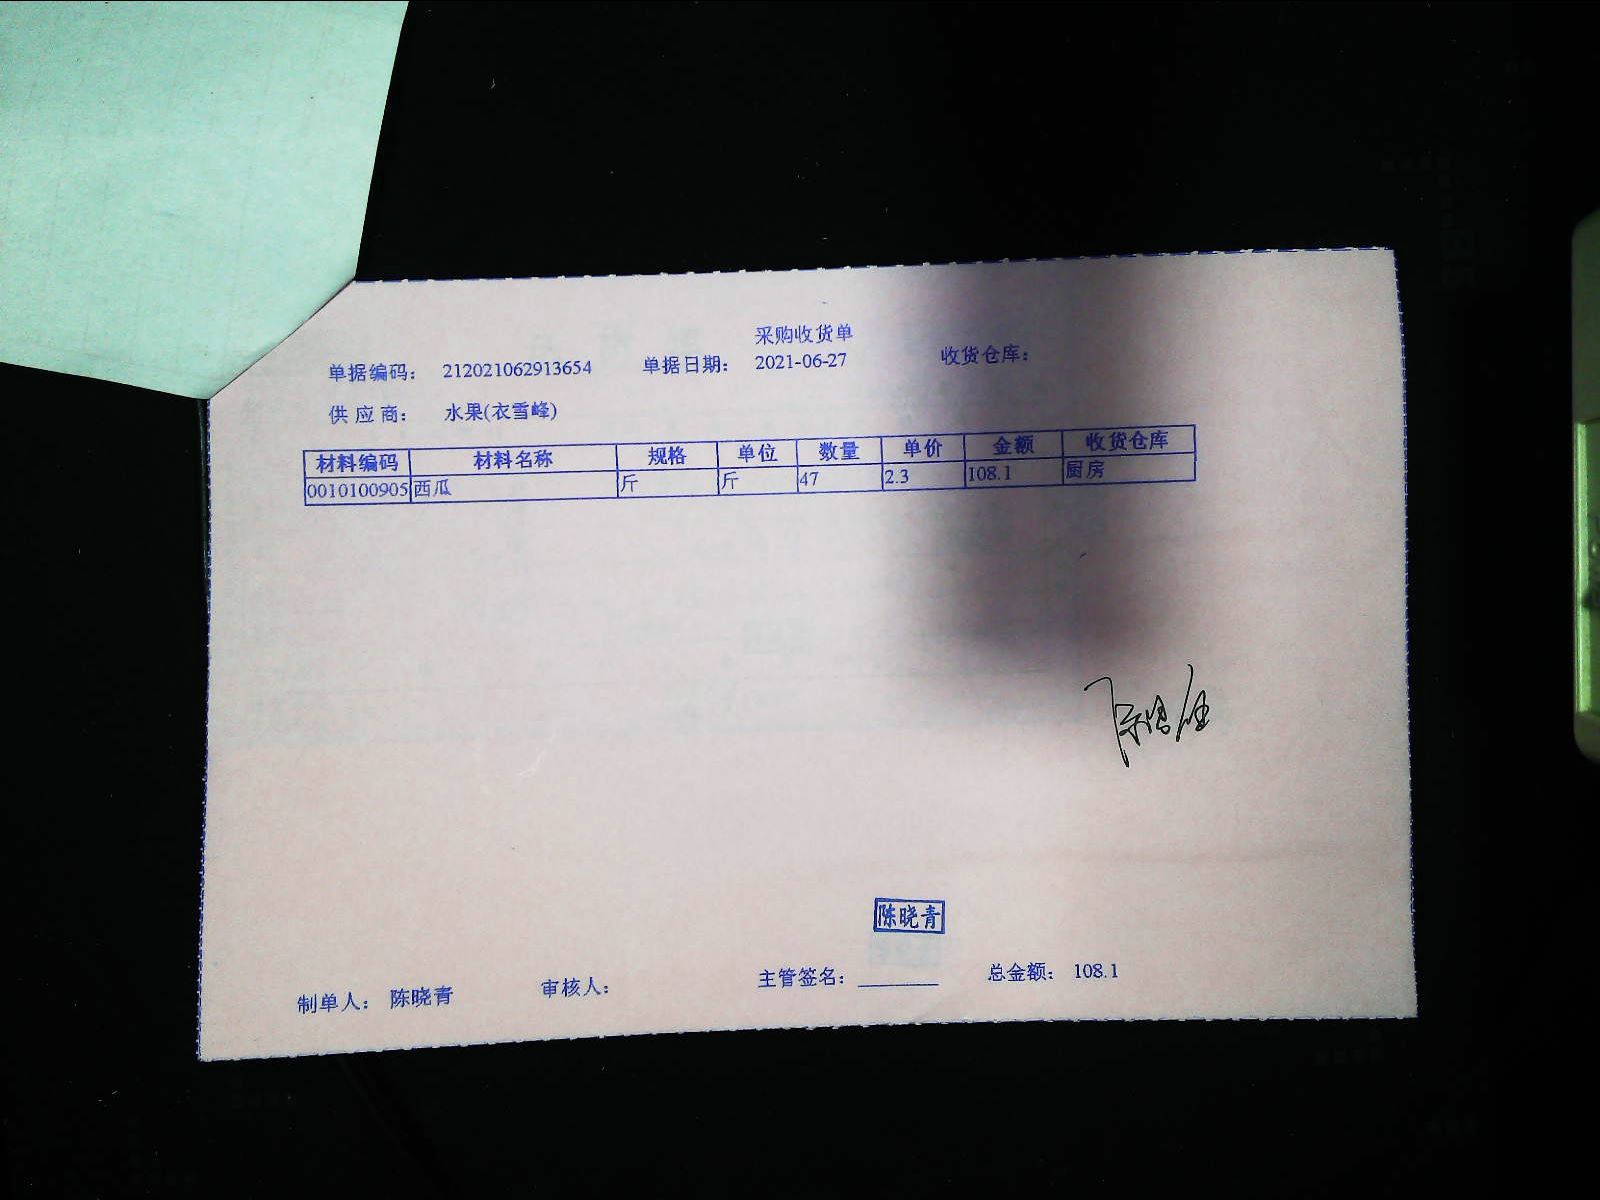 采购收货单
单据编码： 212021062913654 单据日期： 2021-06-27 收货仓库：
供应商： 水果(衣雪峰)
材料编码 材料名称 规格 单位 数量 单价 金额 收货仓库
0010100905 西瓜 斤 斤 47 2.3 108.1 厨房
陈晓青
制单人： 陈晓青 审核人： 主管签名： 总金额： 108.1